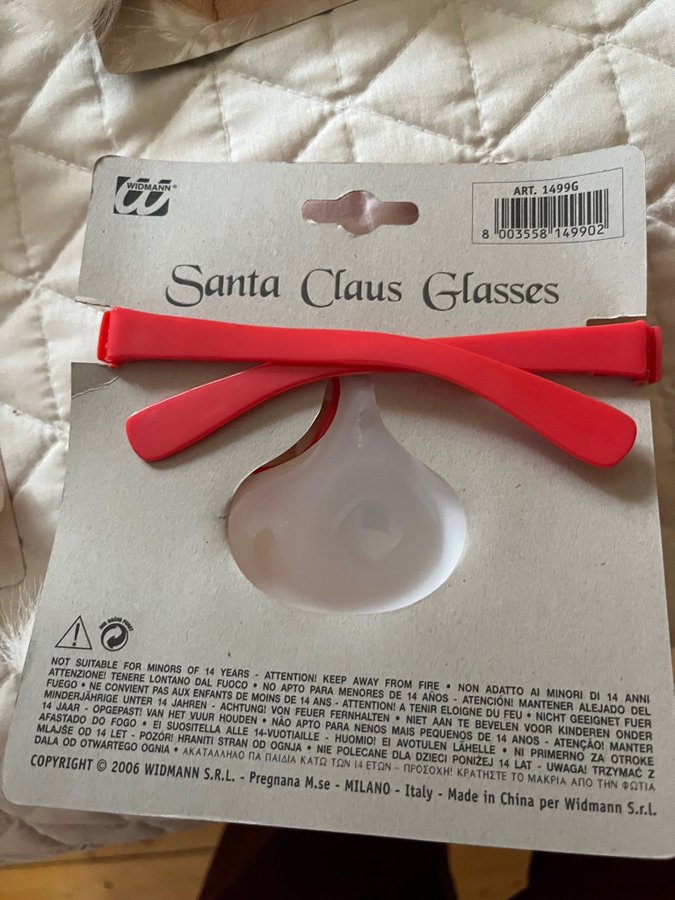 WIDMANN®
ART. 1499G
8 003558 149902
Santa Claus Glasses
NOT SUITABLE FOR MINORS OF 14 YEARS - ATTENTION! KEEP AWAY FROM FIRE • NON ADATTO AI MINORI DI 14 ANNI
ATTENZIONE! TENERE LONTANO DAL FUOCO • NO APTO PARA MENORES DE 14 AÑOS - ATENCIÓN! MANTENER ALEJADO DEL
FUEGO • NE CONVIENT PAS AUX ENFANTS DE MOINS DE 14 ANS - ATTENTION! A TENIR ELOIGNE DU FEU • NICHT GEEIGNET FUER
MINDERJÄHRIGE UNTER 14 JAHREN - ACHTUNG! VON FEUER FERNHALTEN • NIET AAN TE BEVELEN VOOR KINDEREN ONDER
14 JAAR - OPGEPAST! VAN HET VUUR HOUDEN • NÃO APTO PARA MENOS MAIS PEQUENOS DE 14 ANOS - ATENÇAO! MANTER
AFASTADO DO FOGO • EI SUOSITELLA ALLE 14-VUOTIAILLE - HUOMIO! EI AVOTULEN LÄHELLE • NI PRIMERNO ZA OTROKE
MLAJŠE OD 14 LET - POZOR! HRANITI STRAN OD OGNJA • NIE POLECANE DLA DZIECI PONIŻEJ 14 LAT - UWAGA! TRZYMAĆ Z
DALA OD OTWARTEGO OGNIA • ΑΚΑΤΑΛΛΗΛΟ ΓΙΑ ΠΑΙΔΙΑ ΚΑΤΩ ΤΩΝ 14 ΕΤΩΝ - ΠΡΟΣΟΧΗ! ΚΡΑΤΗΣΤΕ ΤΟ ΜΑΚΡΙΑ ΑΠΟ ΤΗΝ ΦΩΤΙΑ
COPYRIGHT © 2006 WIDMANN S.R.L. - Pregnana M.se - MILANO - Italy - Made in China per Widmann S.r.L.